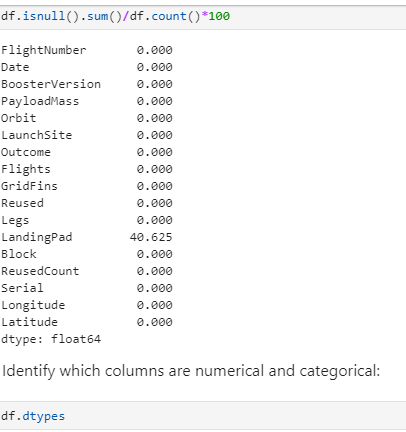 df.isnull().sum()/df.count()*100
FlightNumber 0.000
Date 0.000
BoosterVersion 0.000
PayloadMass 0.000
Orbit 0.000
LaunchSite 0.000
Outcome 0.000
Flights 0.000
GridFins 0.000
Reused 0.000
Legs 0.000
LandingPad 40.625
Block 0.000
ReusedCount 0.000
Serial 0.000
Longitude 0.000
Latitude 0.000
dtype: float64
Identify which columns are numerical and categorical:
df.dtypes